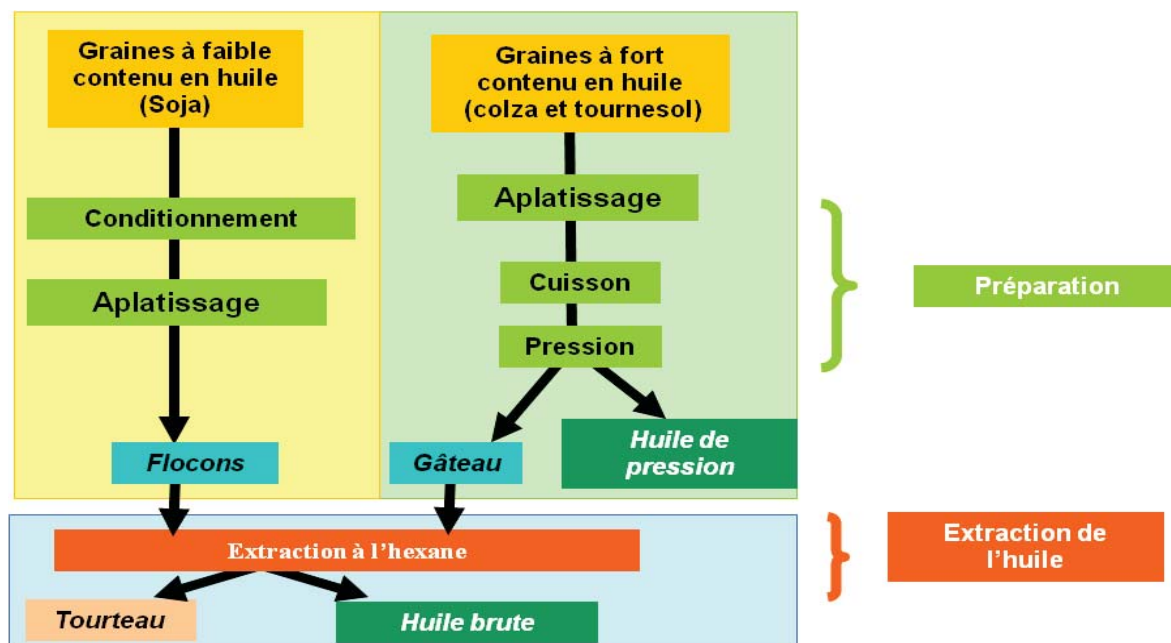 Graines à faible
contenu en huile
(Soja)
Conditionnement
Aplatissage
Flocons
Graines à fort
contenu en huile
(colza et tournesol)
Aplatissage
Cuisson
Pression
Gâteau
Huile de
pression
Préparation
Extraction à l’hexane
Tourteau
Huile brute
Extraction de
l’huile